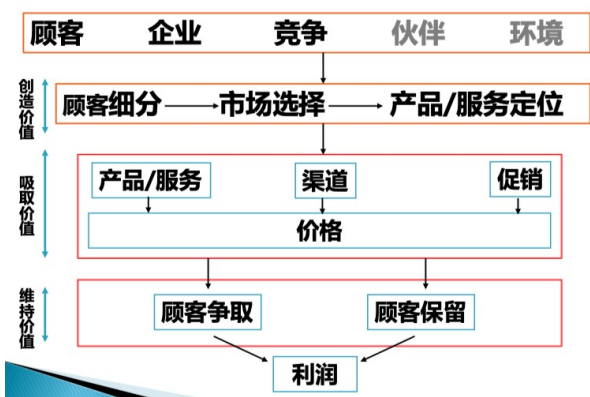 顾客 企业 竞争 伙伴 环境
创造价值
顾客细分 市场选择 产品/服务定位
吸取价值
产品/服务 渠道 促销
价格
维持价值
顾客争取 顾客保留
利润